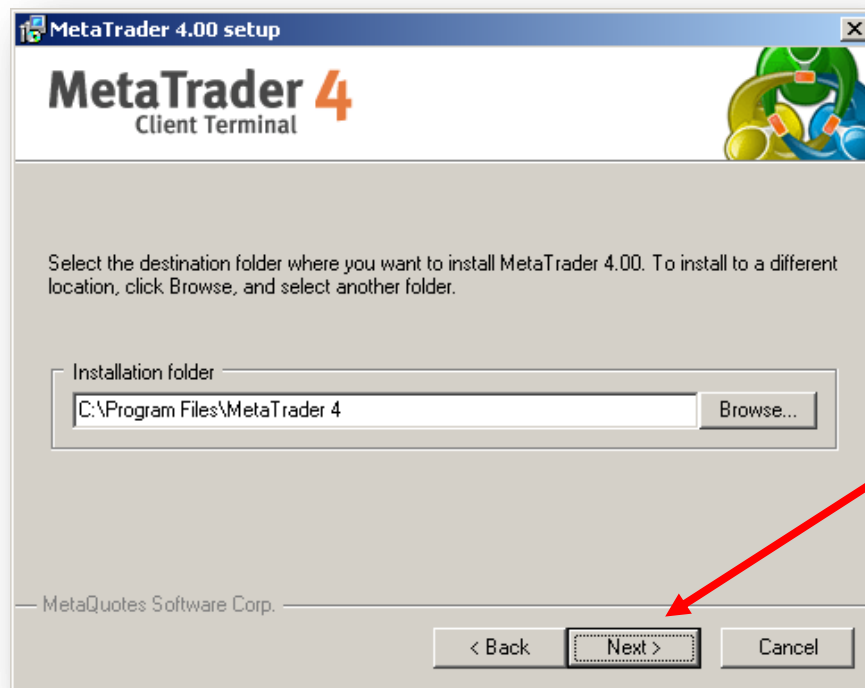 MetaTrader 4.00 setup
MetaTrader 4
Client Terminal
Select the destination folder where you want to install MetaTrader 4.00. To install to a different
location, click Browse, and select another folder.
Installation folder
C:\Program Files\MetaTrader 4
Browse...
MetaQuotes Software Corp.
< Back
Next >
Cancel